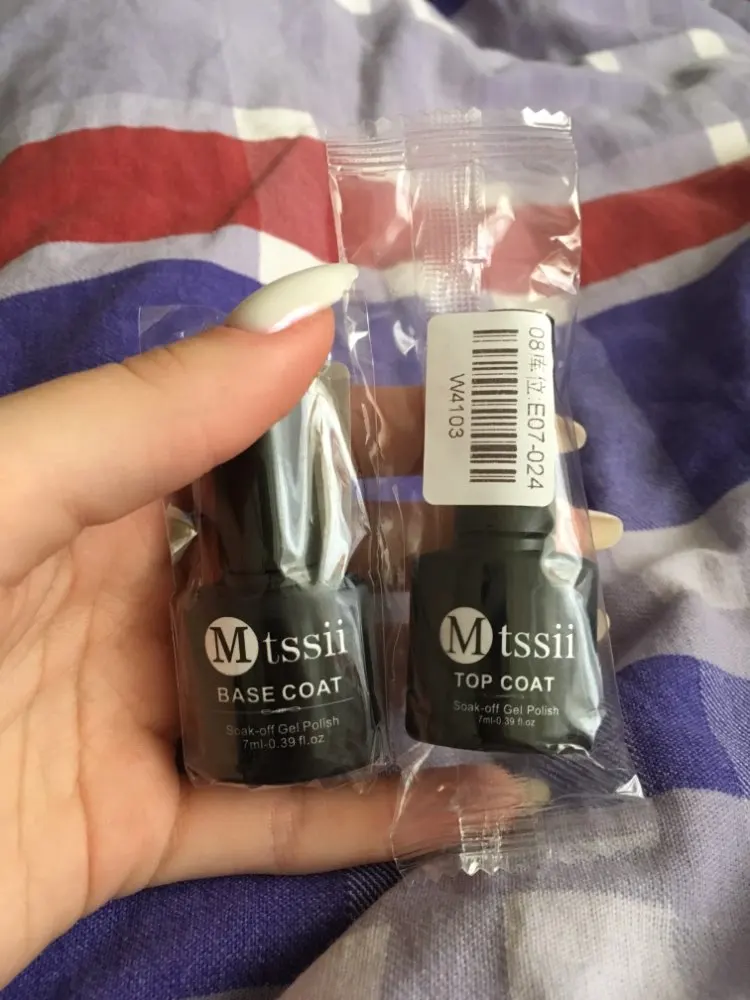 08库位:E07-024
W4103
Mtssii
BASE COAT
Soak-off Gel Polish
7ml-0.39 fl.oz
Mtssii
TOP COAT
Soak-off Gel Polish
7ml-0.39 fl.oz